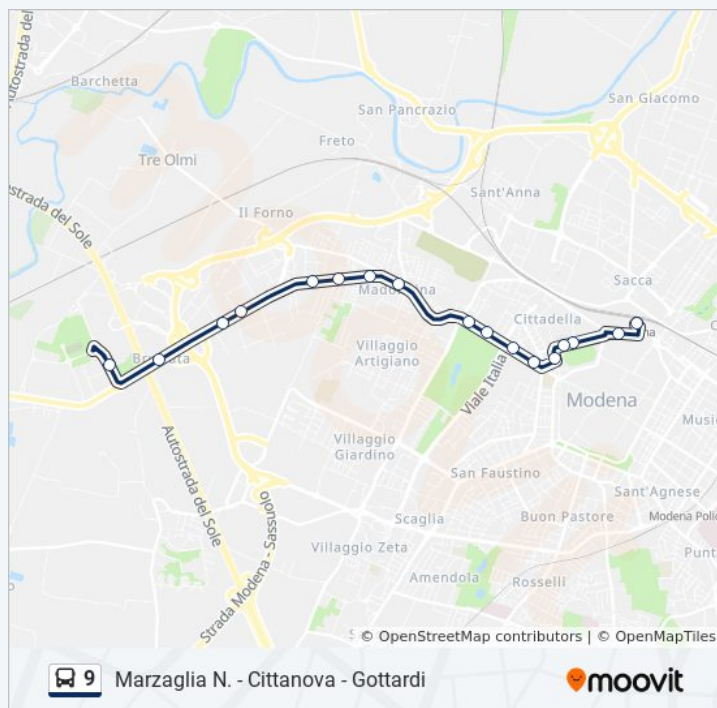 Autostrada del
Barchetta
San Giacomo
San Pancrazio
Freto
Tre Olmi
Sant'Anna
ostrada del Sole
Il Forno
Sacca
Madonnina
Cittadella
Bruciata
Villaggio
Artigiano
Viale Italia
Modena
Musi
Autostrada del Sole
Villaggio
Giardino
San Faustino
Sant'Agnese
Scaglia
Buon Pastore
Modena Poli
Villaggio Zeta
Punt
Strada Modena - Sassuolo
Amendola
Rosselli
© OpenStreetMap contributors | © OpenMapTiles
9 Marzaglia N. - Cittanova - Gottardi
moovit